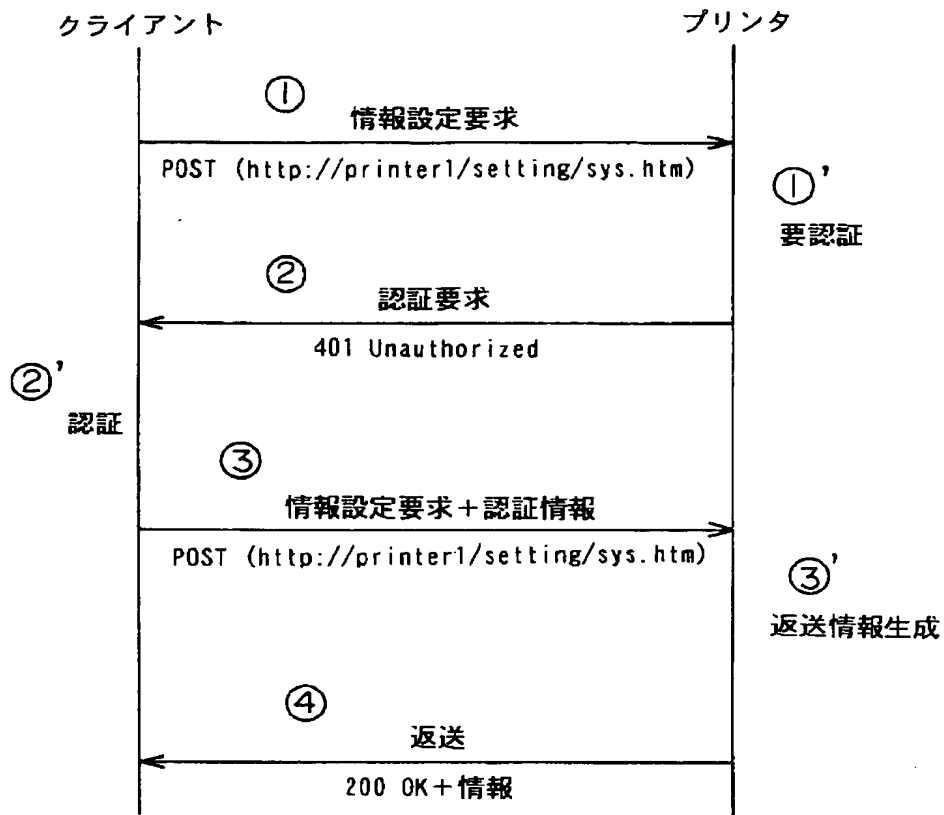 クライアント
プリンタ
①
情報設定要求
POST (http://printer1/setting/sys.htm)
①'
要認証
②
認証要求
401 Unauthorized
②'
認証
③
情報設定要求+認証情報
POST (http://printer1/setting/sys.htm)
③'
返送情報生成
④
返送
200 OK+情報